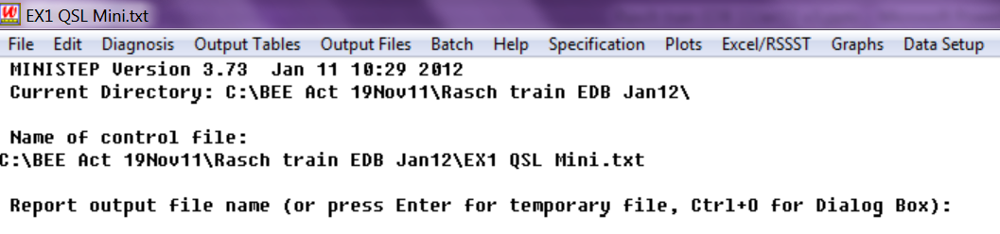 EX1 QSL Mini.txt
File Edit Diagnosis Output Tables Output Files Batch Help Specification Plots Excel/RSSST Graphs Data Setup
MINISTEP Version 3.73 Jan 11 10:29 2012
Current Directory: C:\BEE Act 19Nov11\Rasch train EDB Jan12\
Name of control file:
C:\BEE Act 19Nov11\Rasch train EDB Jan12\EX1 QSL Mini.txt
Report output file name (or press Enter for temporary file, Ctrl+O for Dialog Box):